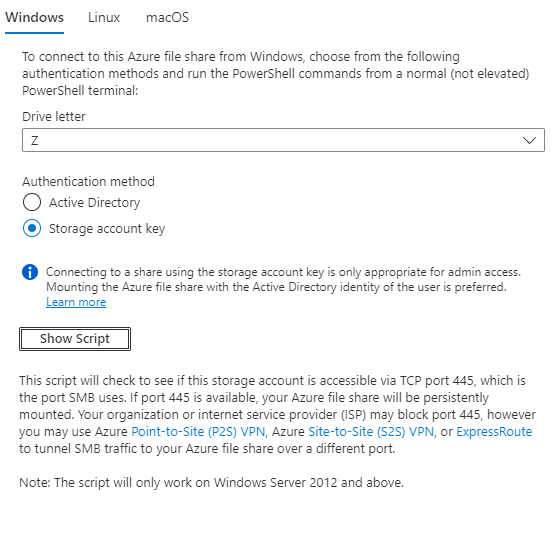 Windows Linux macOS
To connect to this Azure file share from Windows, choose from the following
authentication methods and run the PowerShell commands from a normal (not elevated)
PowerShell terminal:
Drive letter
Z
Authentication method
Active Directory
Storage account key
Connecting to a share using the storage account key is only appropriate for admin access.
Mounting the Azure file share with the Active Directory identity of the user is preferred.
Learn more
Show Script
This script will check to see if this storage account is accessible via TCP port 445, which is
the port SMB uses. If port 445 is available, your Azure file share will be persistently
mounted. Your organization or internet service provider (ISP) may block port 445, however
you may use Azure Point-to-Site (P2S) VPN, Azure Site-to-Site (S2S) VPN, or ExpressRoute
to tunnel SMB traffic to your Azure file share over a different port.
Note: The script will only work on Windows Server 2012 and above.